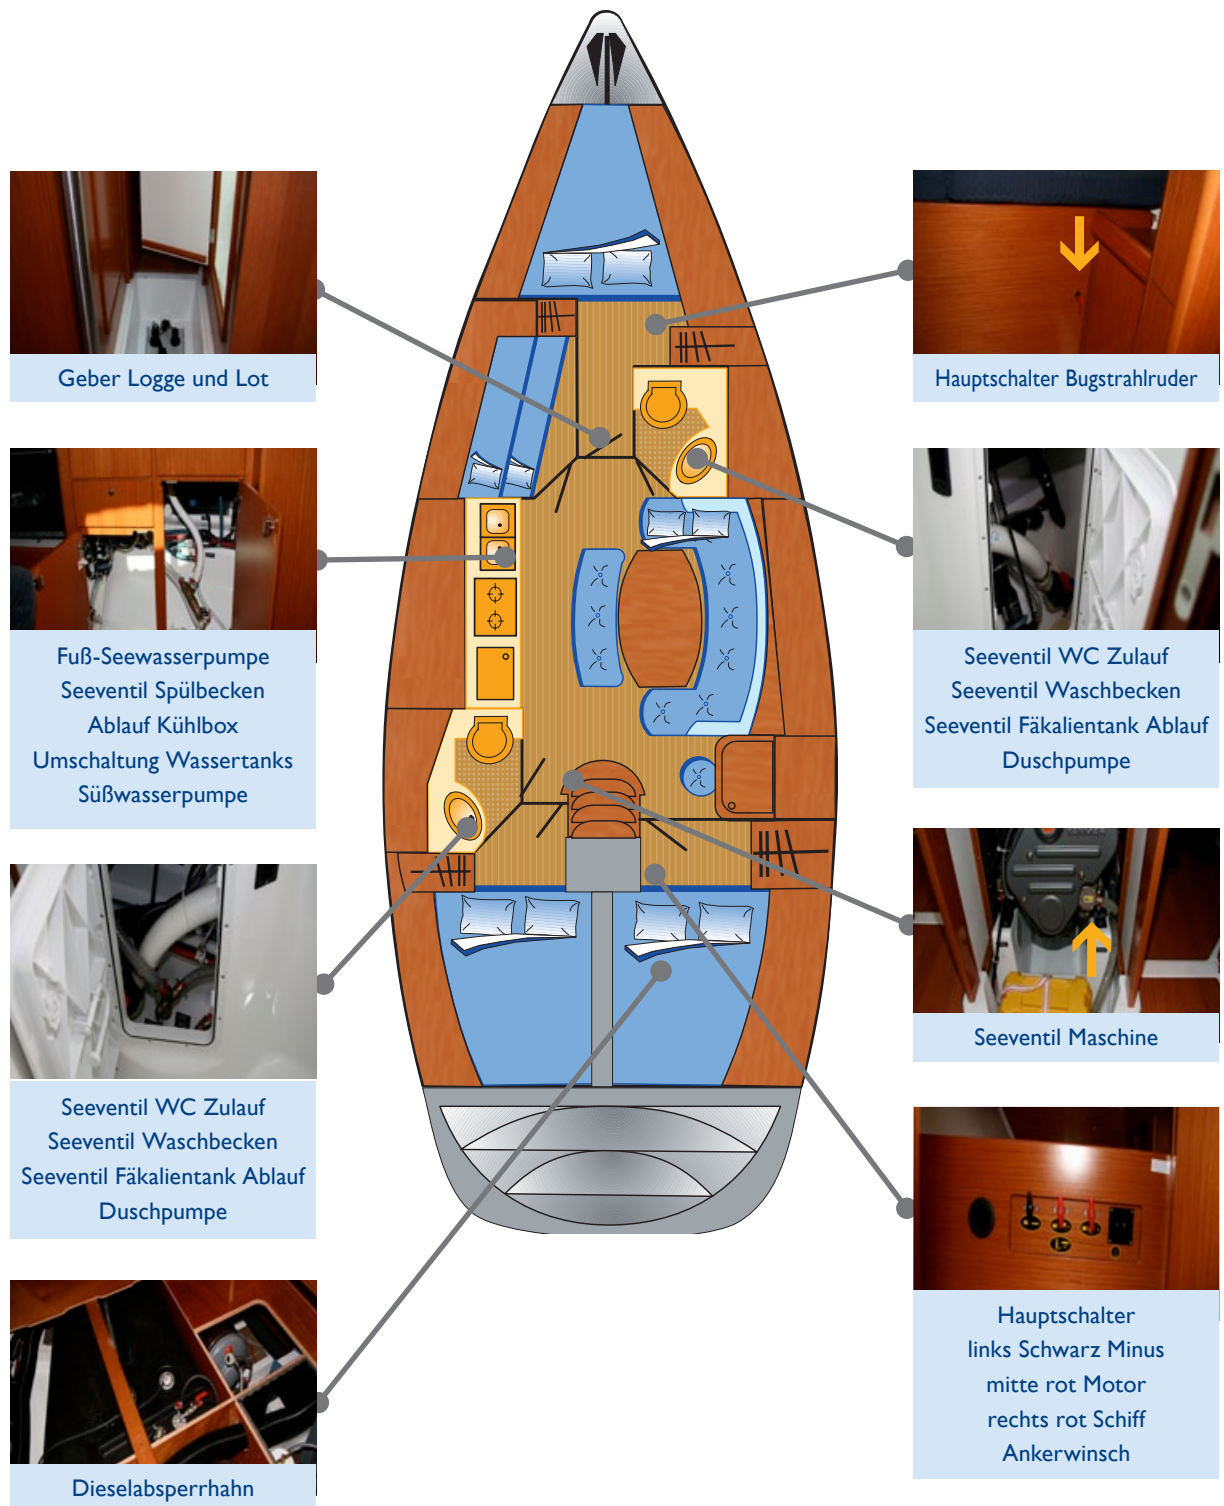 Geber Logge und Lot
Fuß-Seewasserpumpe
Seeventil Spülbecken
Ablauf Kühlbox
Umschaltung Wassertanks
Süßwasserpumpe
Seeventil WC Zulauf
Seeventil Waschbecken
Seeventil Fäkalientank Ablauf
Duschpumpe
Dieselabsperrhahn
Hauptschalter Bugstrahlruder
Seeventil WC Zulauf
Seeventil Waschbecken
Seeventil Fäkalientank Ablauf
Duschpumpe
Seeventil Maschine
Hauptschalter
links Schwarz Minus
mitte rot Motor
rechts rot Schiff
Ankerwinsch